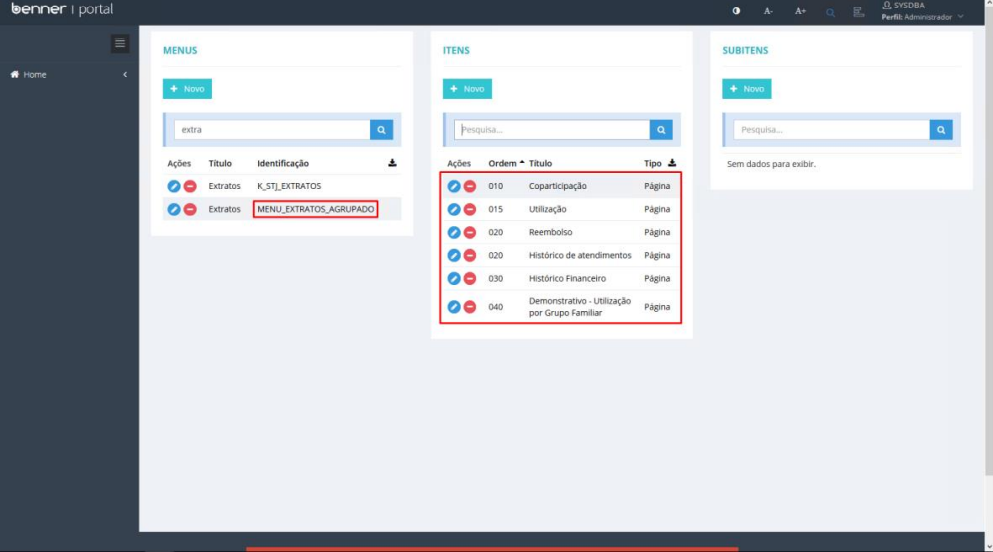 benner | portal
A- A+ SYSDBA
Perfil: Administrador
Home
MENUS
+ Novo
extra
Ações Título Identificação
Extratos K_STJ_EXTRATOS
Extratos MENU_EXTRATOS_AGRUPADO
ITENS
+ Novo
Pesquisa...
Ações Ordem Título Tipo
010 Coparticipação Página
015 Utilização Página
020 Reembolso Página
020 Histórico de atendimentos Página
030 Histórico Financeiro Página
040 Demonstrativo - Utilização por Grupo Familiar Página
SUBITENS
+ Novo
Pesquisa...
Sem dados para exibir.